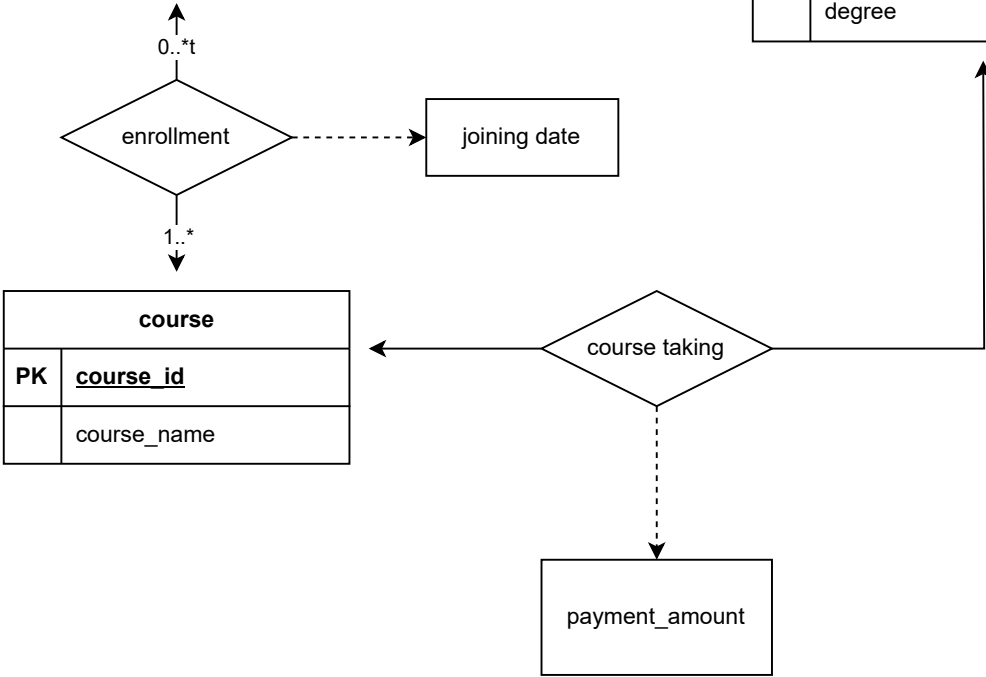 degree
0..*t
enrollment
joining date
1..*
course
course taking
PK
course_id
course_name
payment_amount